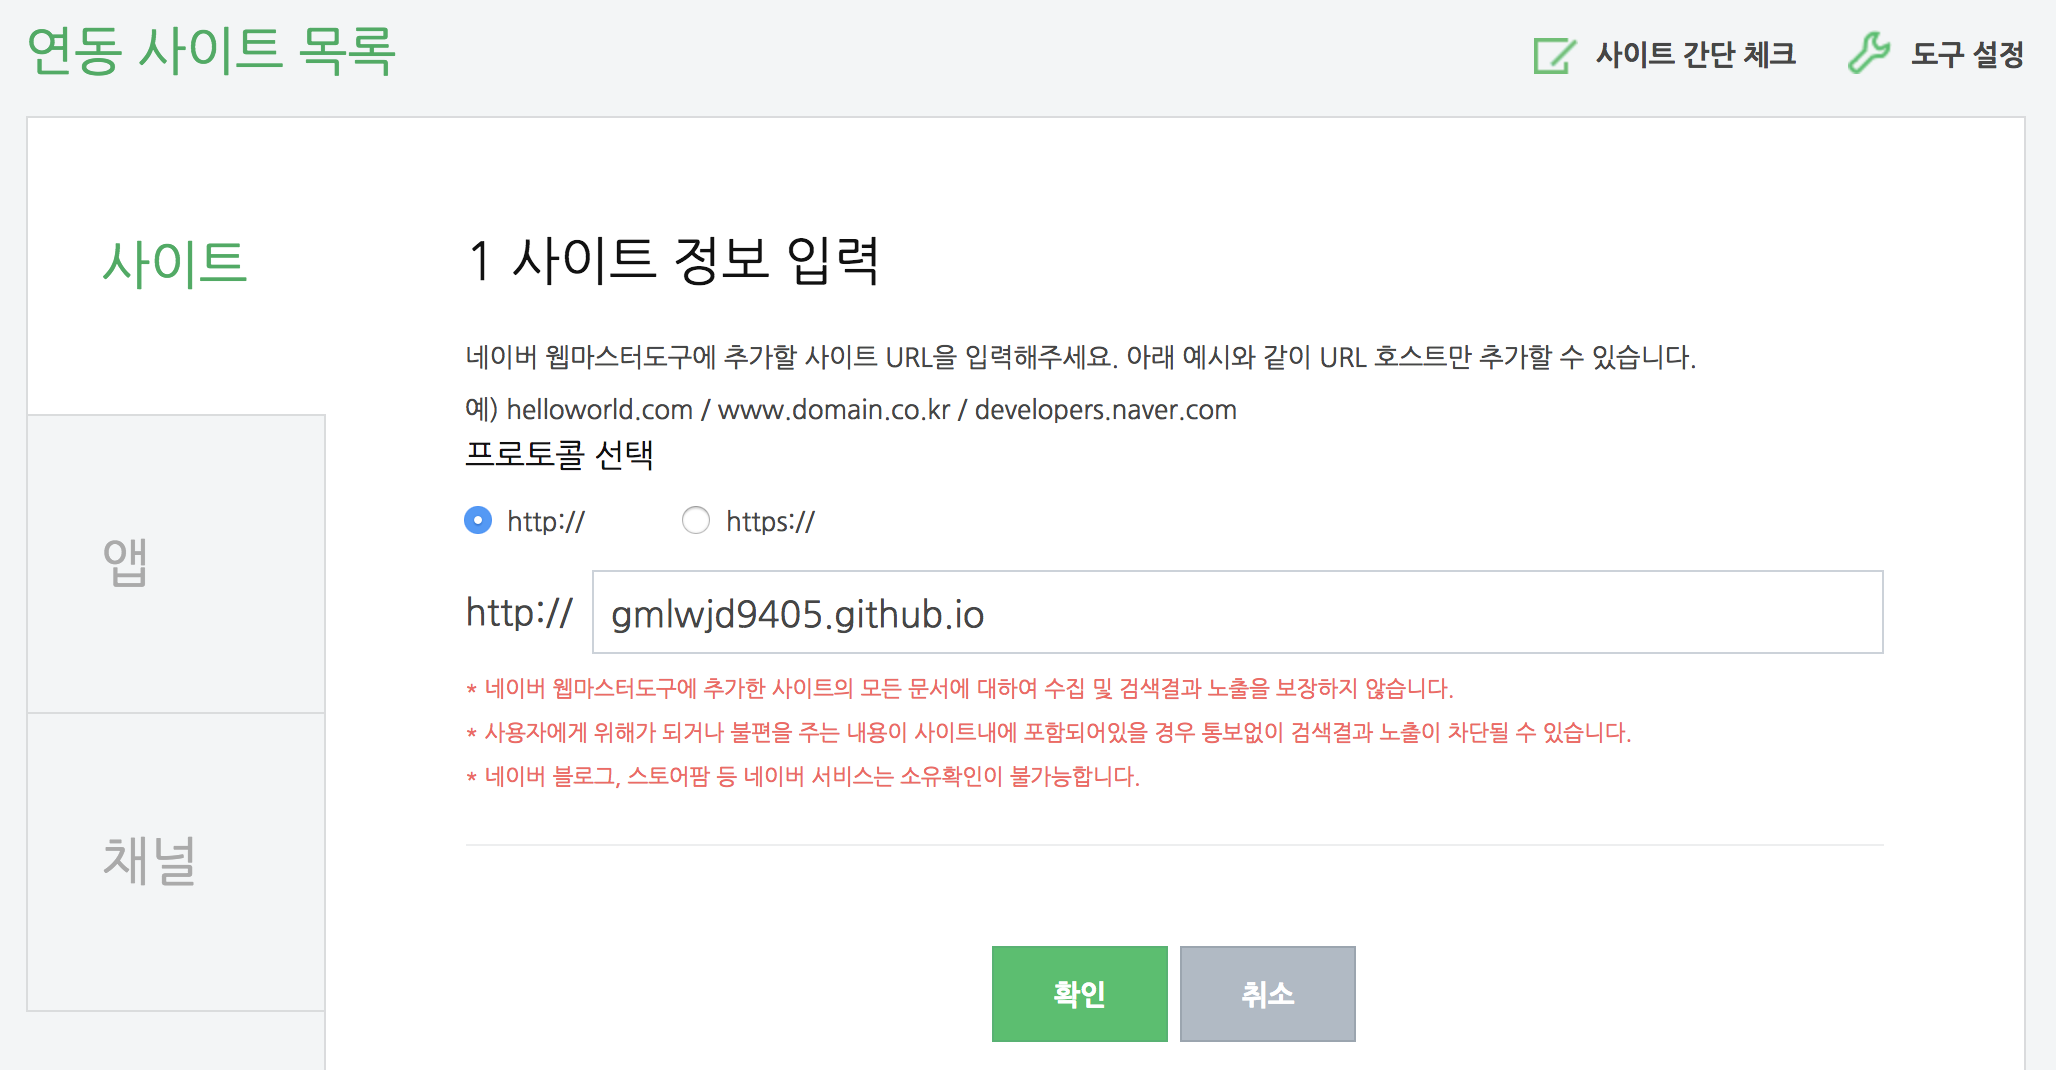 연동 사이트 목록
사이트 간단 체크
도구 설정
사이트
앱
채널
1 사이트 정보 입력
네이버 웹마스터도구에 추가할 사이트 URL을 입력해주세요. 아래 예시와 같이 URL 호스트만 추가할 수 있습니다.
예) helloworld.com / www.domain.co.kr / developers.naver.com
프로토콜 선택
http:// https://
http:// gmlwjd9405.github.io
* 네이버 웹마스터도구에 추가한 사이트의 모든 문서에 대하여 수집 및 검색결과 노출을 보장하지 않습니다.
* 사용자에게 위해가 되거나 불편을 주는 내용이 사이트내에 포함되어있을 경우 통보없이 검색결과 노출이 차단될 수 있습니다.
* 네이버 블로그, 스토어팜 등 네이버 서비스는 소유확인이 불가능합니다.
확인 취소